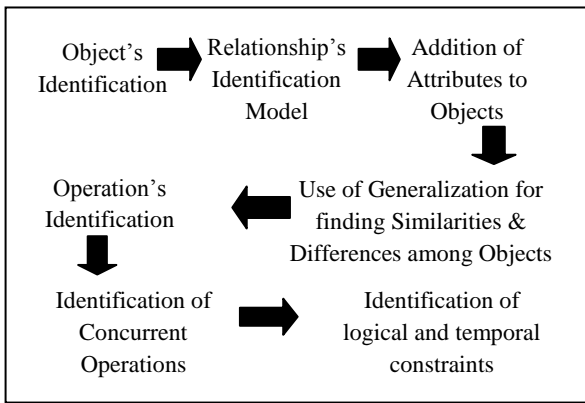 Object's
Identification
Relationship's
Identification
Model
Addition of
Attributes to
Objects
Use of Generalization for
finding Similarities &
Differences among Objects
Operation's
Identification
Identification of
Concurrent
Operations
Identification of
logical and temporal
constraints